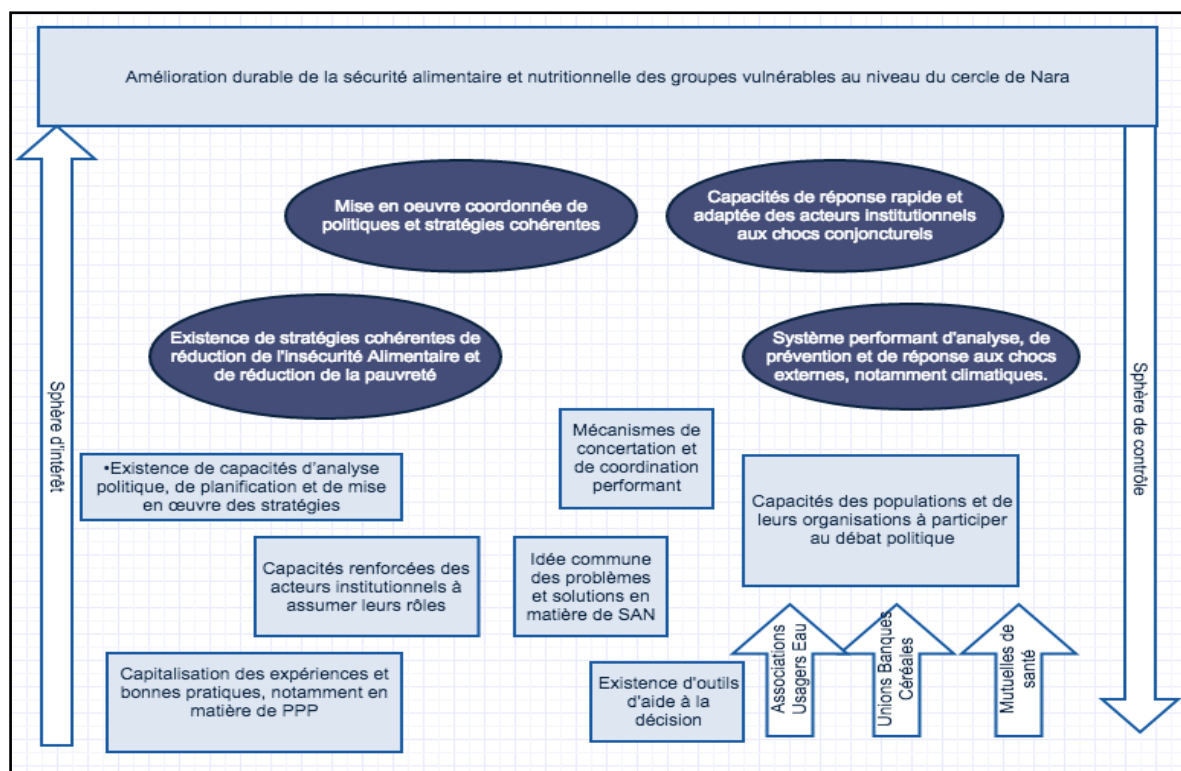 Amélioration durable de la sécurité alimentaire et nutritionnelle des groupes vulnérables au niveau du cercle de Nara
Mise en oeuvre coordonnée de
politiques et stratégies cohérentes
Capacités de réponse rapide et
adaptée des acteurs institutionnels
aux chocs conjoncturels
Existence de stratégies cohérentes de
réduction de l'insécurité Alimentaire et
de réduction de la pauvreté
Système performant d'analyse, de
prévention et de réponse aux chocs
externes, notamment climatiques.
Sphère d'intérêt
Sphère de contrôle
Mécanismes de
concertation et
de coordination
performant
•Existence de capacités d'analyse
politique, de planification et de mise
en œuvre des stratégies
Capacités des populations et de
leurs organisations à participer
au débat politique
Capacités renforcées des
acteurs institutionnels à
assumer leurs rôles
Idée commune
des problèmes
et solutions en
matière de SAN
Capitalisation des expériences et
bonnes pratiques, notamment en
matière de PPP
Existence d'outils
d'aide à la
décision
Associations
Usagers Eau
Unions Banques
Céréales
Mutuelles de
santé